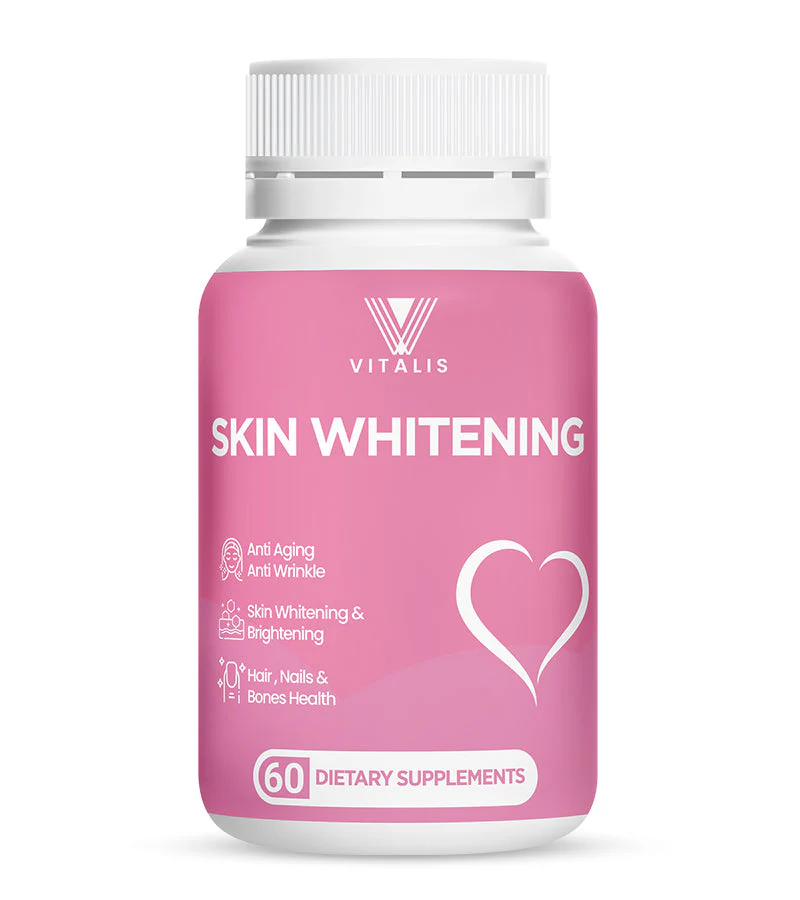 VITALIS
SKIN WHITENING
Anti Aging
Anti Wrinkle
Skin Whitening &
Brightening
Hair , Nails &
Bones Health
60 DIETARY SUPPLEMENTS